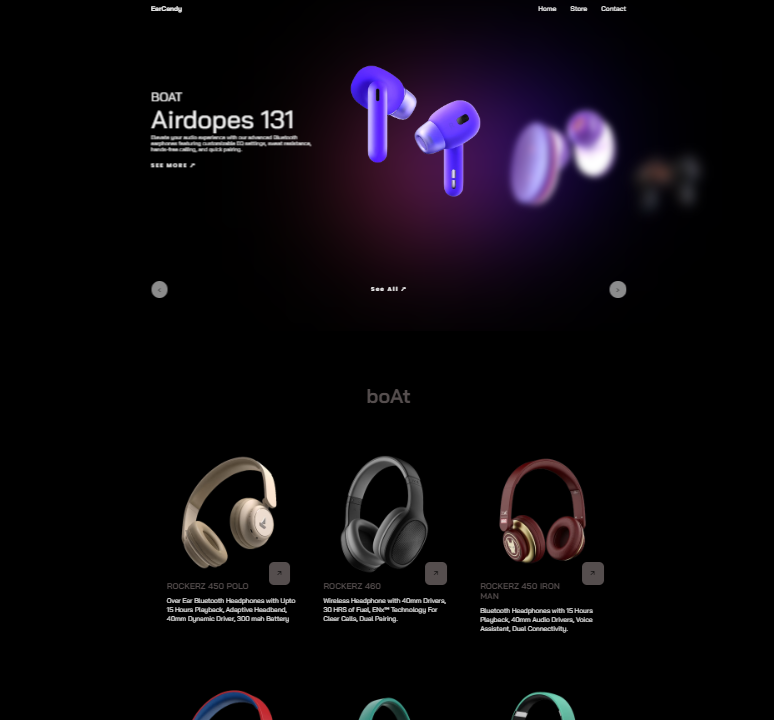 EarCandy
Home Store Contact
BOAT
Airdopes 131
Elevate your audio experience with our advanced Bluetooth
earphones featuring customizable EQ settings, sweat resistance,
hands-free calling, and quick pairing.
SEE MORE ↗
< See All ↗ >
boAt
ROCKERZ 450 POLO
Over Ear Bluetooth Headphones with Upto
15 Hours Playback, Adaptive Headband,
40mm Dynamic Driver, 300 mah Battery
ROCKERZ 460
Wireless Headphone with 40mm Drivers,
30 HRS of Fuel, ENx™ Technology For
Clear Calls, Dual Pairing.
ROCKERZ 450 IRON
MAN
Bluetooth Headphones with 15 Hours
Playback, 40mm Audio Drivers, Voice
Assistant, Dual Connectivity.